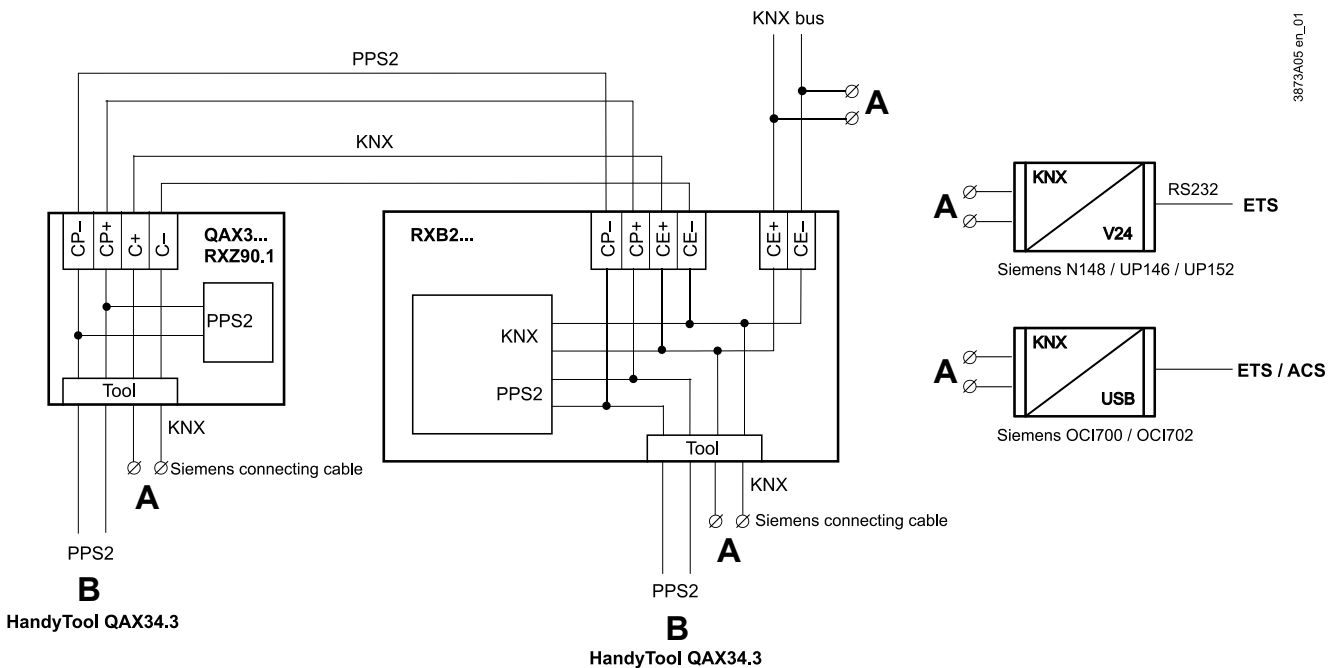 KNX bus
3873A05 en_01
PPS2
A
KNX
CP–
CP+
C+
C–
QAX3...
RXZ90.1
PPS2
Tool
KNX
Siemens connecting cable
A
PPS2
B
HandyTool QAX34.3
RXB2...
CP–
CP+
CE+
CE–
CE+
CE–
KNX
PPS2
Tool
KNX
Siemens connecting cable
A
PPS2
B
HandyTool QAX34.3
A
KNX
V24
RS232
ETS
Siemens N148 / UP146 / UP152
A
KNX
USB
ETS / ACS
Siemens OCI700 / OCI702